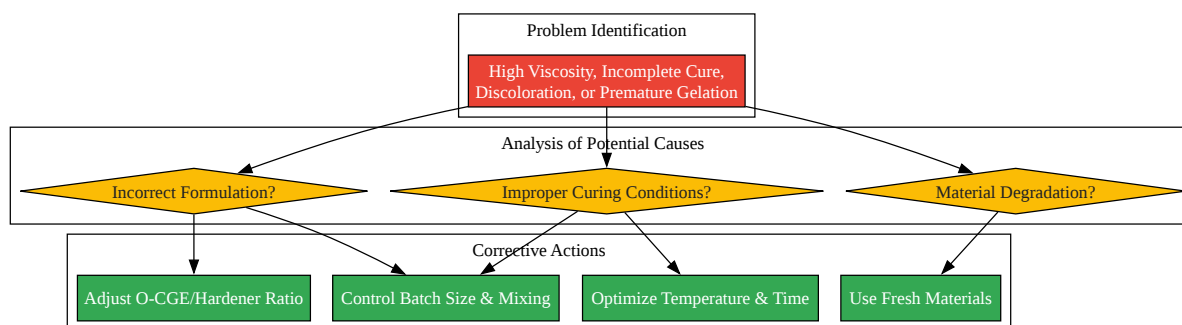 Problem Identification
High Viscosity, Incomplete Cure,
Discoloration, or Premature Gelation
Analysis of Potential Causes
Incorrect Formulation?
Improper Curing Conditions?
Material Degradation?
Corrective Actions
Adjust O-CGE/Hardener Ratio
Control Batch Size & Mixing
Optimize Temperature & Time
Use Fresh Materials